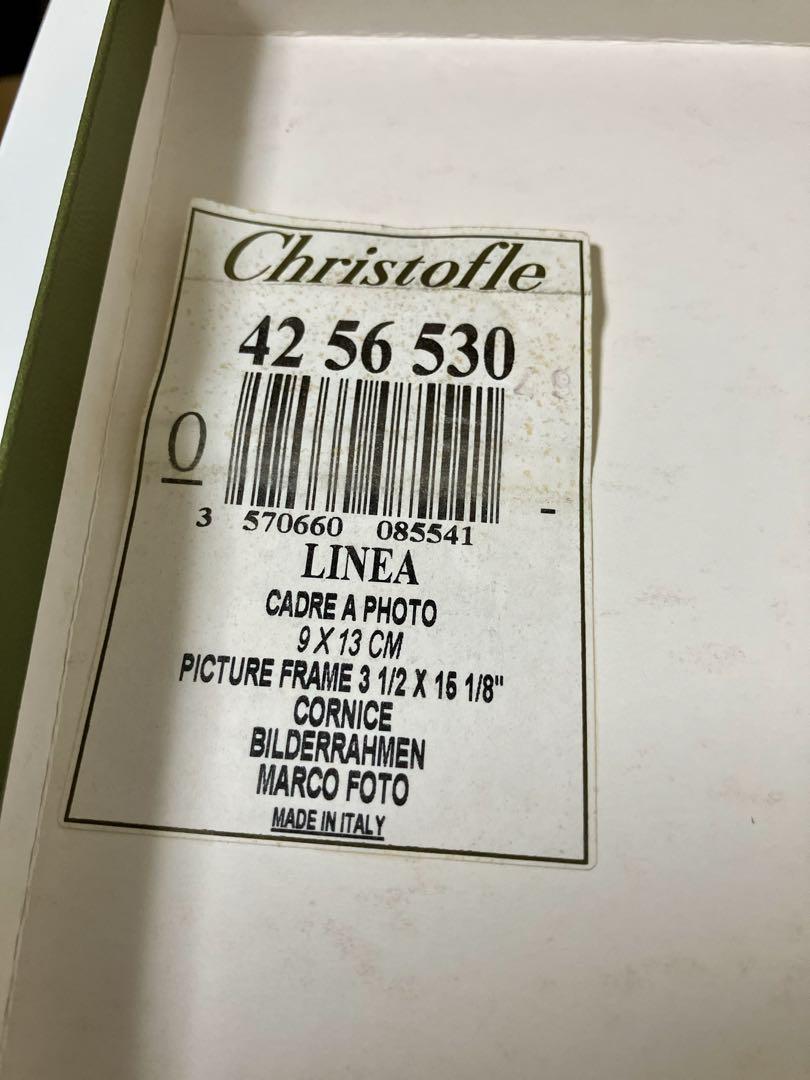 Christofle
42 56 530
0
3 570660 085541 -
LINEA
CADRE A PHOTO
9 X 13 CM
PICTURE FRAME 3 1/2 X 15 1/8"
CORNICE
BILDERRAHMEN
MARCO FOTO
MADE IN ITALY